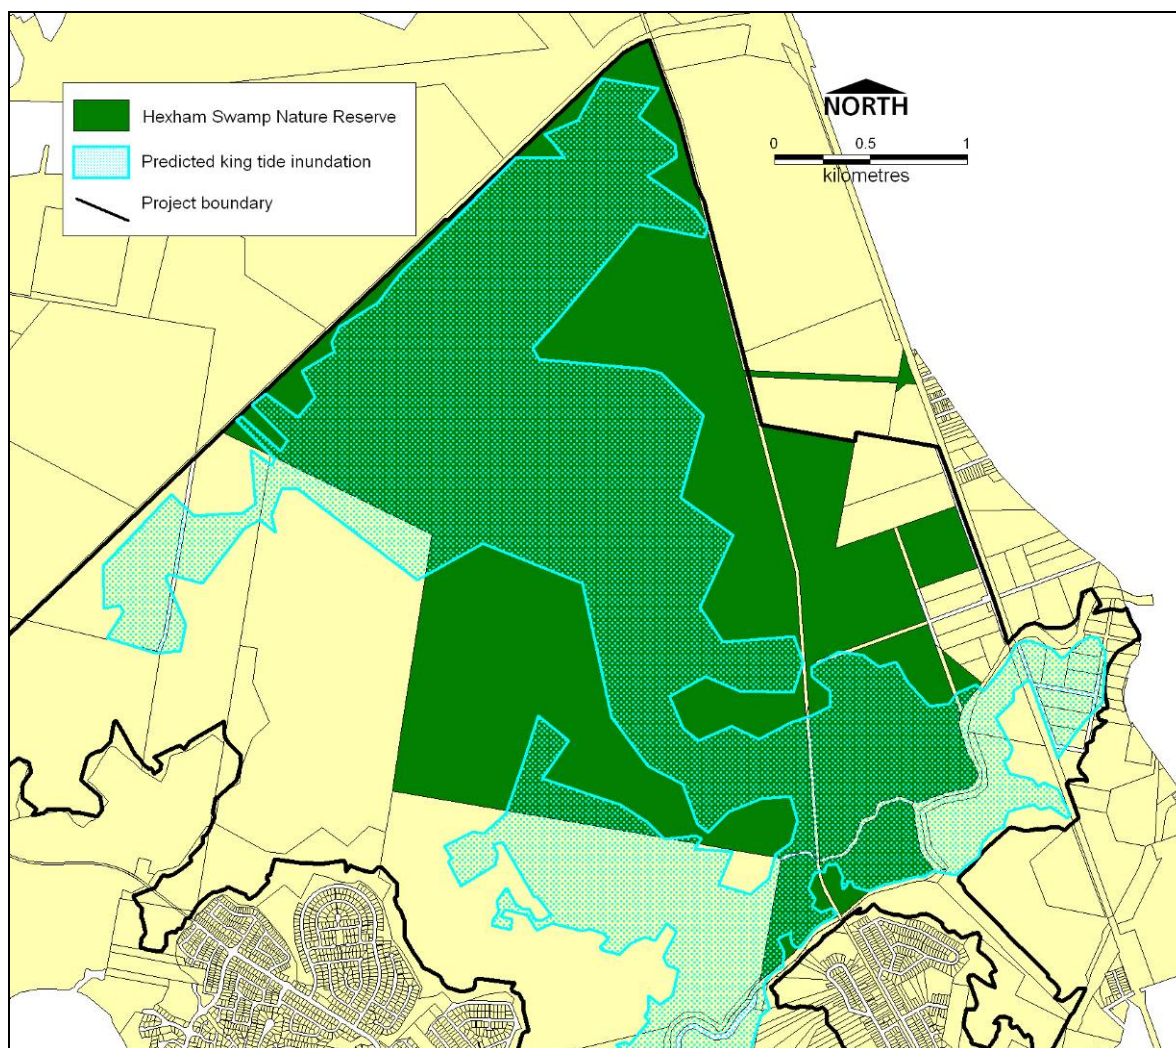 Hexham Swamp Nature Reserve
Predicted king tide inundation
Project boundary
NORTH
0 0.5 1
kilometres